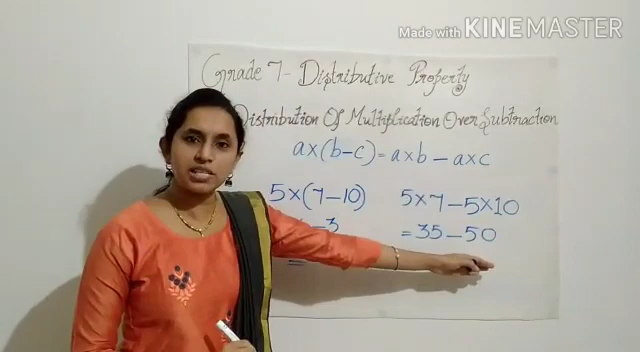 Made with KINEMASTER
Grade 7 - Distributive Property
Distribution Of Multiplication Over Subtraction
a×(b-c) = a×b - a×c
5×(7-10) 5×7-5×10
-3 = 35-50